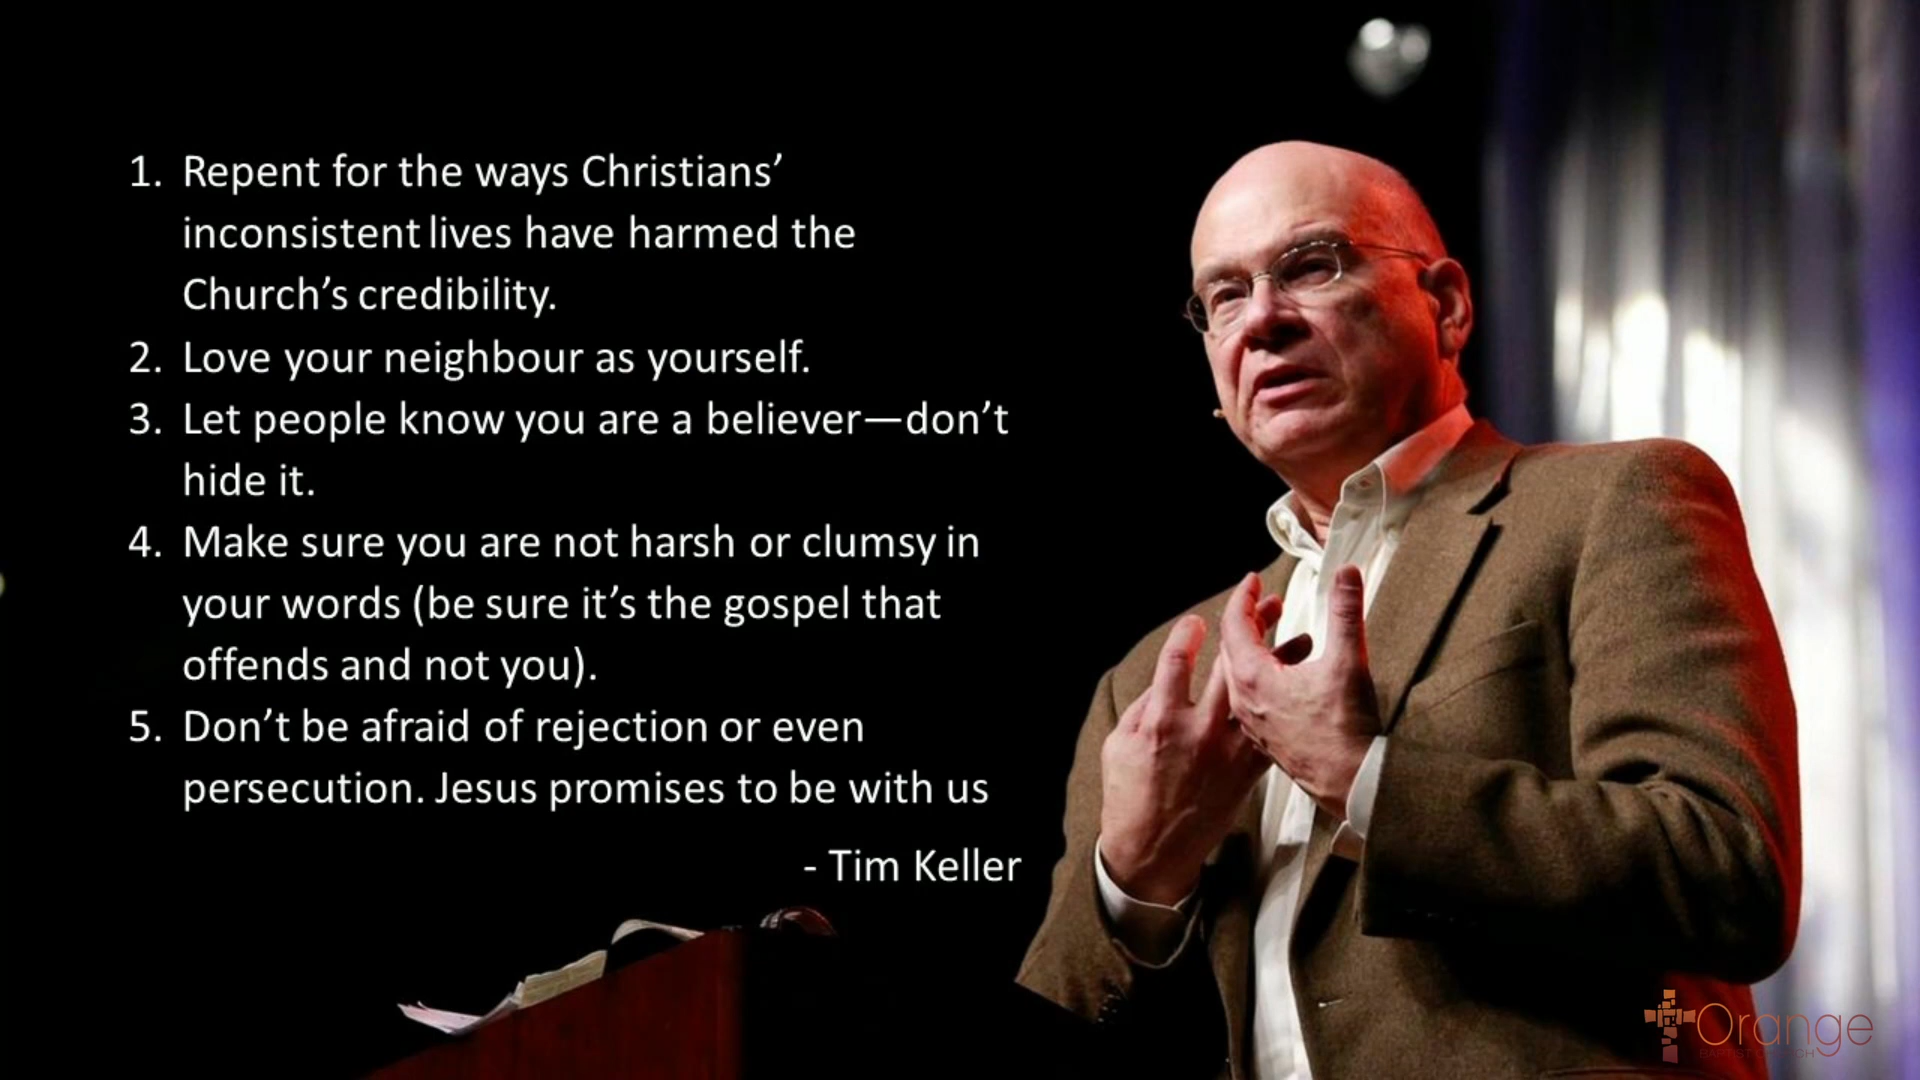 1. Repent for the ways Christians’
inconsistent lives have harmed the
Church’s credibility.
2. Love your neighbour as yourself.
3. Let people know you are a believer—don’t
hide it.
4. Make sure you are not harsh or clumsy in
your words (be sure it’s the gospel that
offends and not you).
5. Don’t be afraid of rejection or even
persecution. Jesus promises to be with us
- Tim Keller
Orange
BAPTIST CHURCH